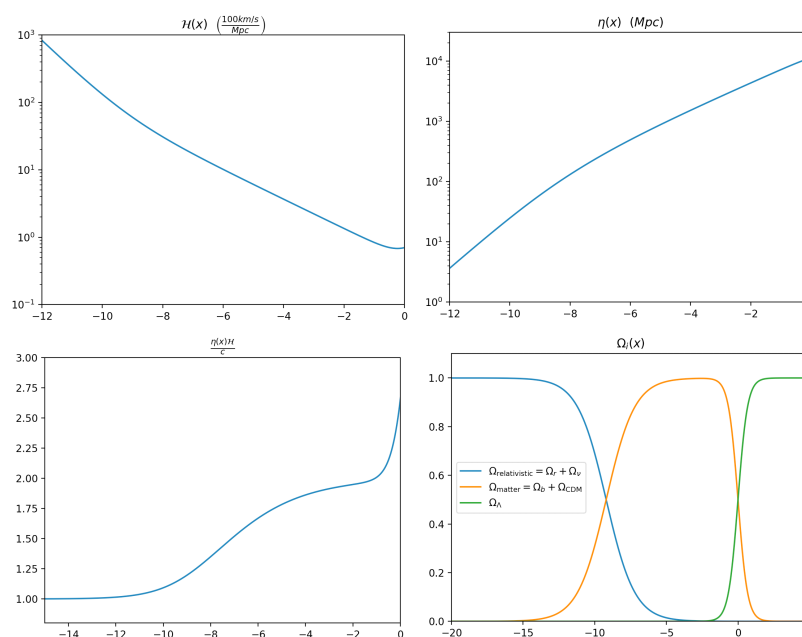 ℋ(x) (100km/s / Mpc)
η(x) (Mpc)
10³
10²
10¹
10⁰
10⁻¹
−12 −10 −8 −6 −4 −2 0
10⁴
10³
10²
10¹
10⁰
−12 −10 −8 −6 −4 −2
η(x)ℋ / c
Ωᵢ(x)
3.00
2.75
2.50
2.25
2.00
1.75
1.50
1.25
1.00
−14 −12 −10 −8 −6 −4 −2 0
1.0
0.8
0.6
0.4
0.2
0.0
−20 −15 −10 −5 0
Ω_relativistic = Ω_r + Ω_ν
Ω_matter = Ω_b + Ω_CDM
Ω_Λ